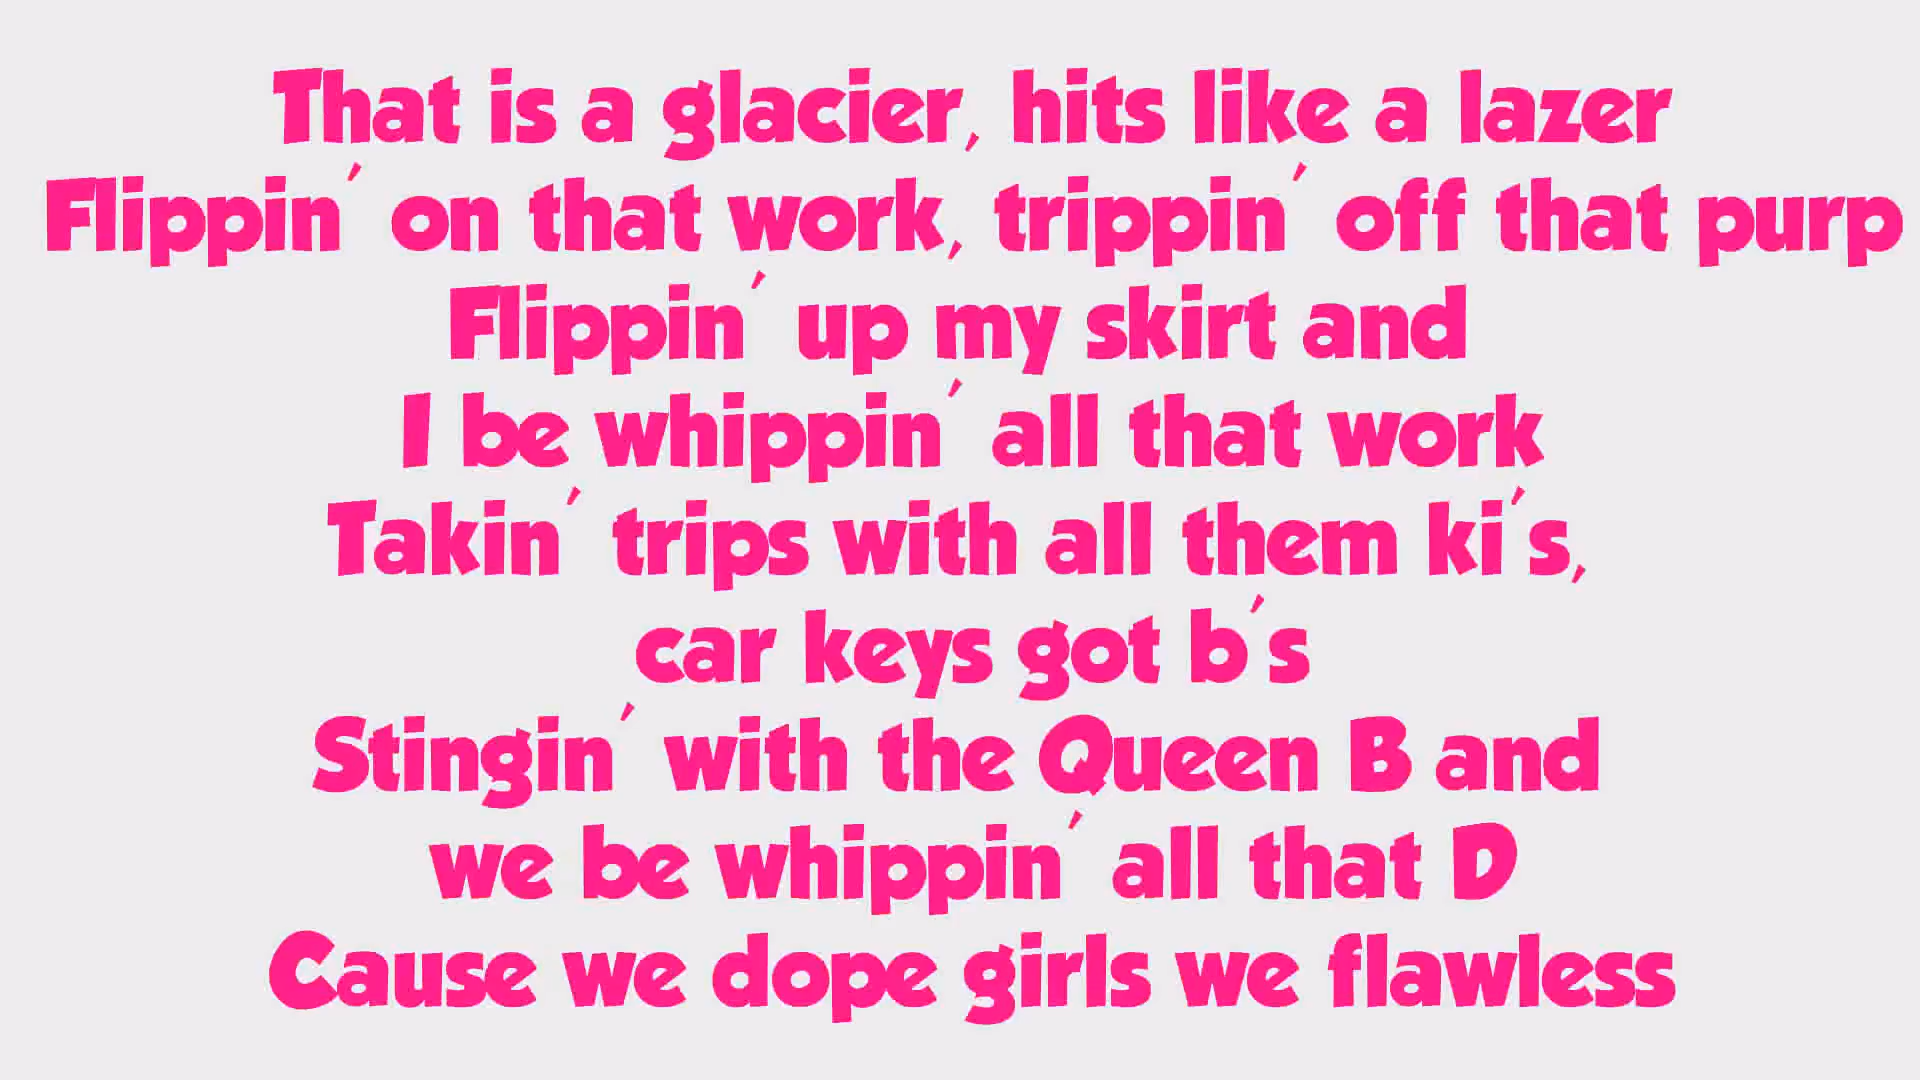 That is a glacier, hits like a lazer
Flippin' on that work, trippin' off that purp
Flippin' up my skirt and
I be whippin' all that work
Takin' trips with all them ki's,
car keys got b's
Stingin' with the Queen B and
we be whippin' all that D
Cause we dope girls we flawless